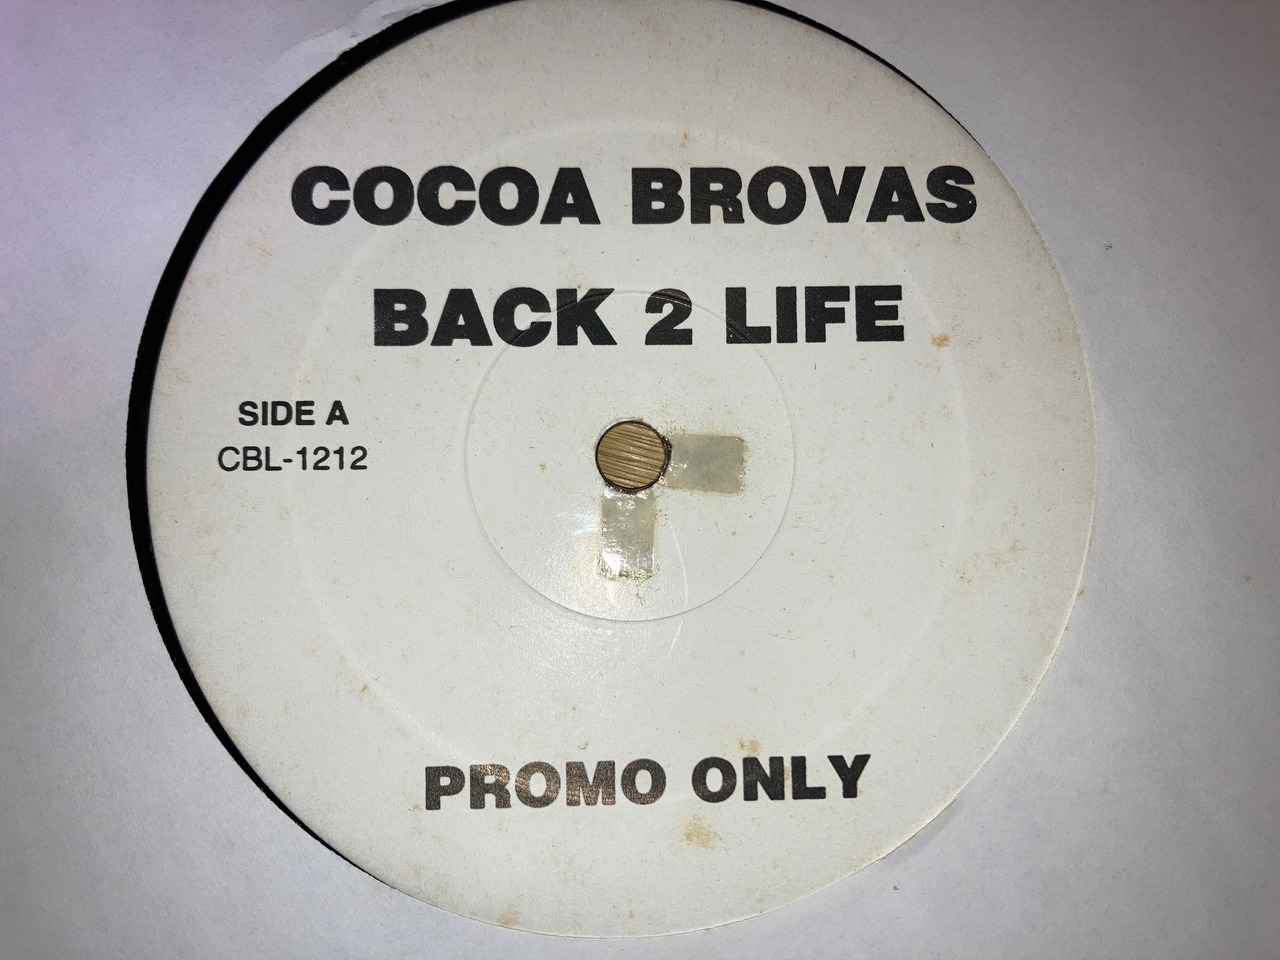 COCOA BROVAS
BACK 2 LIFE
SIDE A
CBL-1212
PROMO ONLY